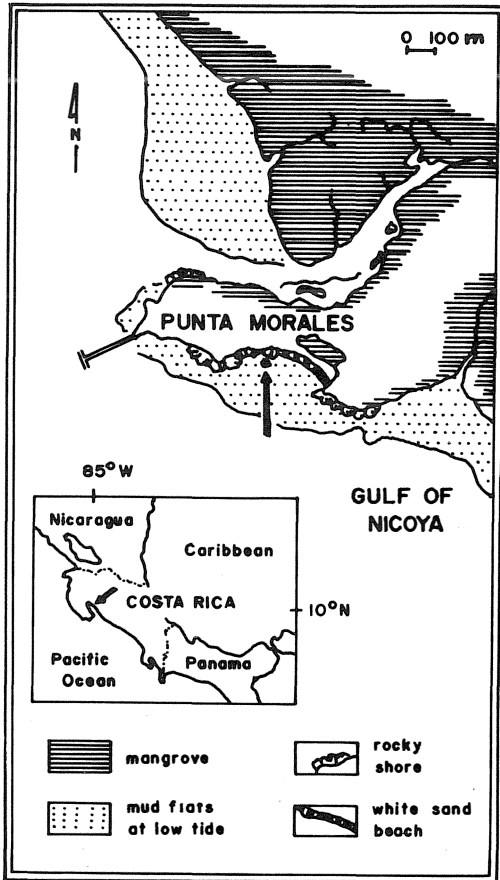 0 100 m
N
PUNTA MORALES
85° W
GULF OF
NICOYA
Nicaragua
Caribbean
COSTA RICA
10° N
Pacific
Ocean
Panama
mangrove
rocky
shore
mud flats
at low tide
white sand
beach